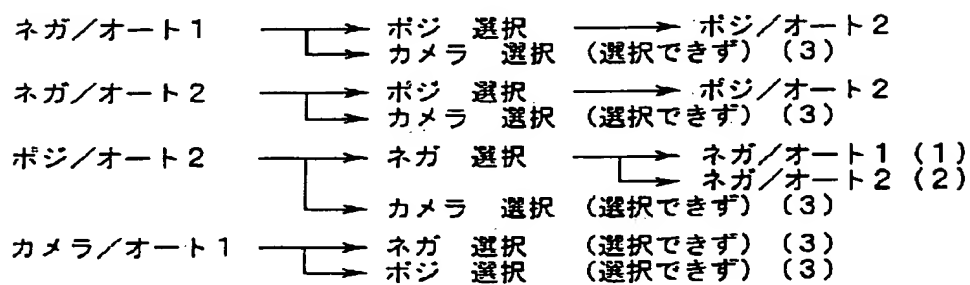 ネガ/オート1 ポジ 選択 ポジ/オート2
カメラ 選択 (選択できず) (3)
ネガ/オート2 ポジ 選択 ポジ/オート2
カメラ 選択 (選択できず) (3)
ポジ/オート2 ネガ 選択 ネガ/オート1 (1)
ネガ/オート2 (2)
カメラ 選択 (選択できず) (3)
カメラ/オート1 ネガ 選択 (選択できず) (3)
ポジ 選択 (選択できず) (3)